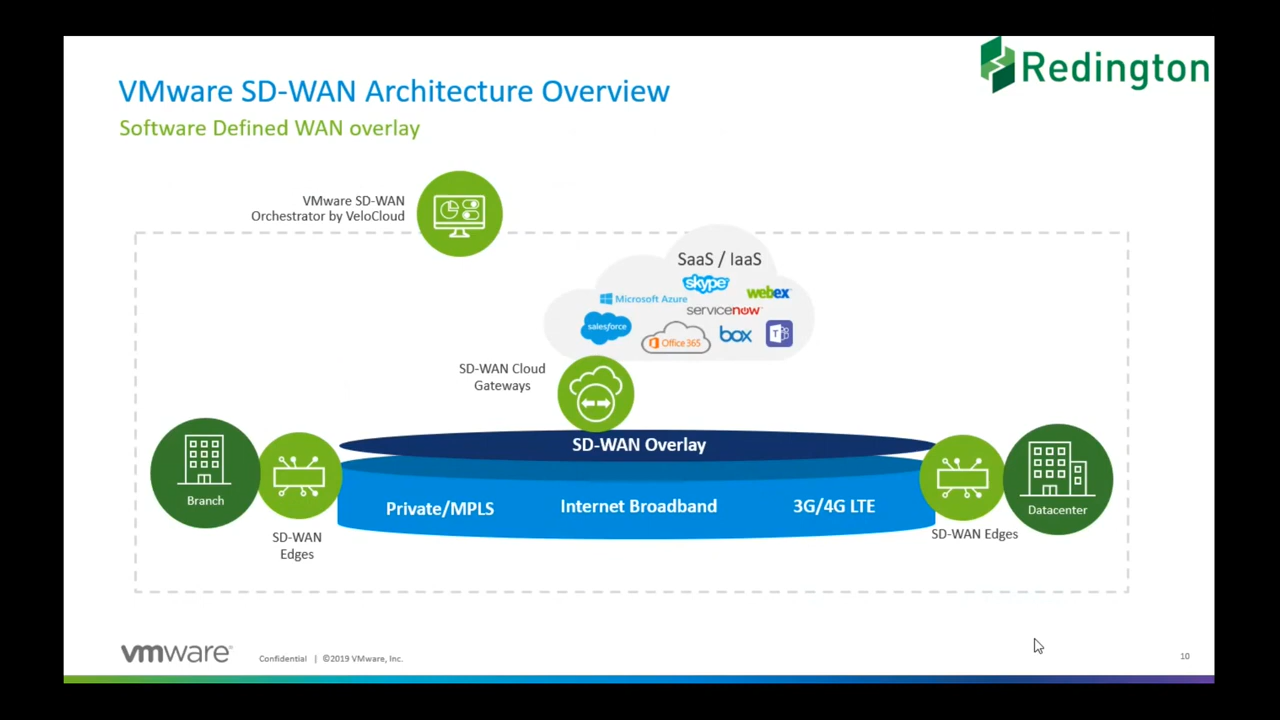 Redington
VMware SD-WAN Architecture Overview
Software Defined WAN overlay
VMware SD-WAN
Orchestrator by VeloCloud
SaaS / IaaS
skype
webex
Microsoft Azure
servicenow
salesforce
Office 365
box
T
SD-WAN Cloud
Gateways
SD-WAN Overlay
Branch
SD-WAN
Edges
Private/MPLS
Internet Broadband
3G/4G LTE
Datacenter
SD-WAN Edges
vmware
Confidential | ©2019 VMware, Inc.
10